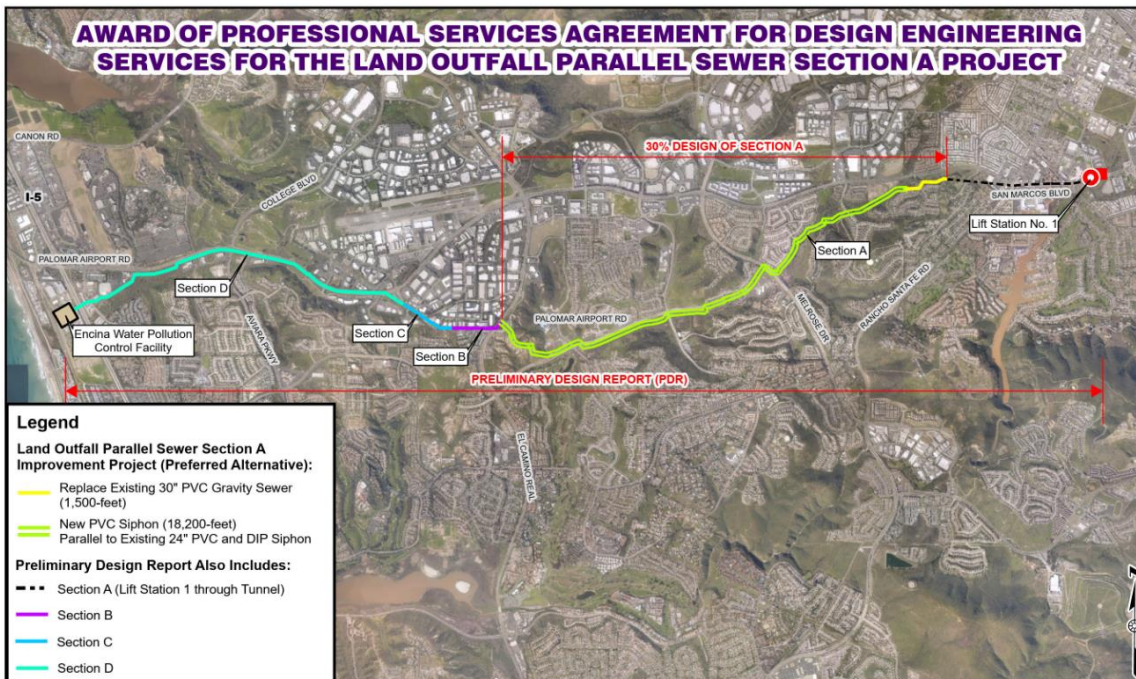 AWARD OF PROFESSIONAL SERVICES AGREEMENT FOR DESIGN ENGINEERING
SERVICES FOR THE LAND OUTFALL PARALLEL SEWER SECTION A PROJECT
CANON RD
I-5
COLLEGE BLVD
30% DESIGN OF SECTION A
SAN MARCOS BLVD
Lift Station No. 1
Section A
PALOMAR AIRPORT RD
Section D
RANCHO SANTA FE RD
MELROSE DR
PALOMAR AIRPORT RD
Encina Water Pollution
Control Facility
AVIARA PKWY
Section C
Section B
PRELIMINARY DESIGN REPORT (PDR)
EL CAMINO REAL
Legend
Land Outfall Parallel Sewer Section A
Improvement Project (Preferred Alternative):
Replace Existing 30" PVC Gravity Sewer
(1,500-feet)
New PVC Siphon (18,200-feet)
Parallel to Existing 24" PVC and DIP Siphon
Preliminary Design Report Also Includes:
Section A (Lift Station 1 through Tunnel)
Section B
Section C
Section D